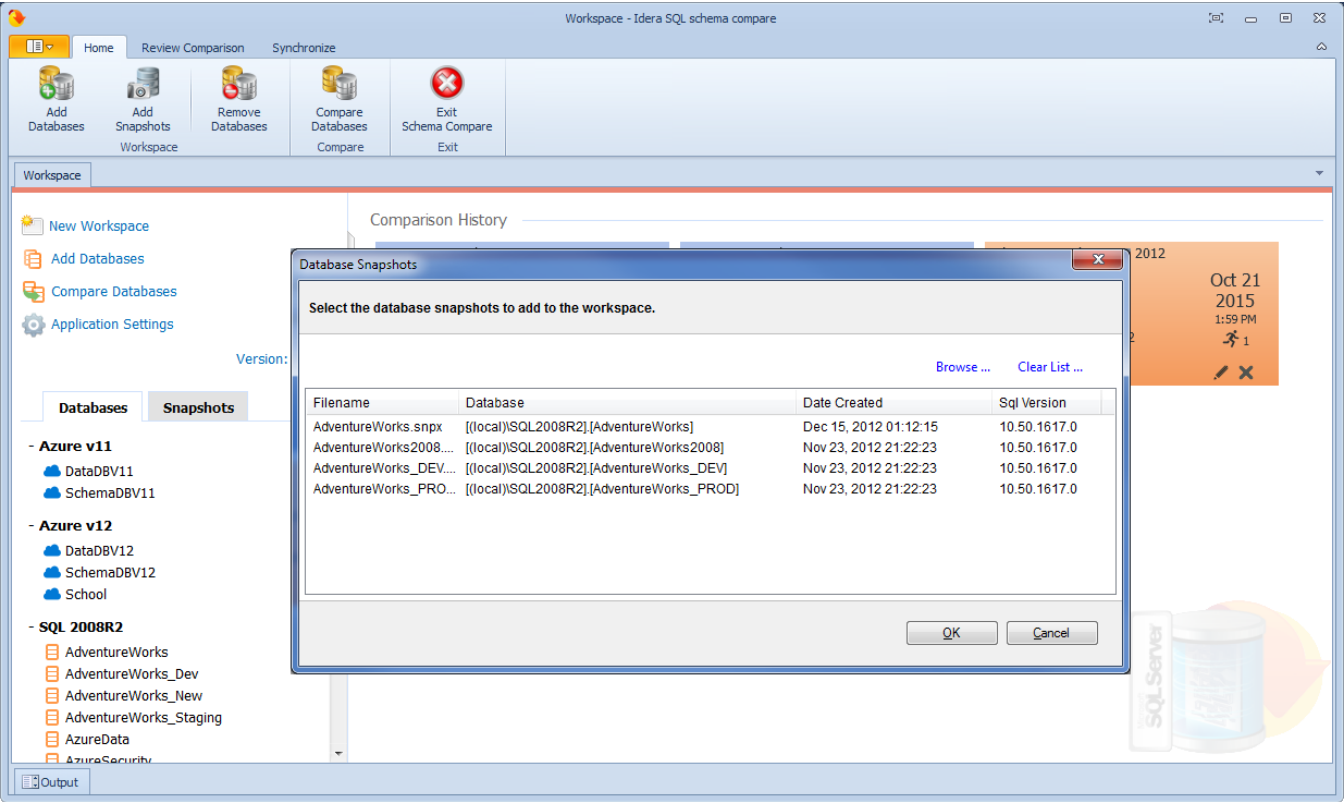 Workspace - Idera SQL schema compare
Home Review Comparison Synchronize
Add Databases
Add Snapshots
Remove Databases
Compare Databases
Exit Schema Compare
Workspace Compare Exit
Workspace
New Workspace
Add Databases
Compare Databases
Application Settings
Version:
Databases Snapshots
- Azure v11
DataDBV11
SchemaDBV11
- Azure v12
DataDBV12
SchemaDBV12
School
- SQL 2008R2
AdventureWorks
AdventureWorks_Dev
AdventureWorks_New
AdventureWorks_Staging
AzureData
AzureSecurity
Comparison History
2012
Oct 21
2015
1:59 PM
1
2
Database Snapshots
Select the database snapshots to add to the workspace.
Browse ... Clear List ...
Filename Database Date Created Sql Version
AdventureWorks.snpx [(local)\SQL2008R2].[AdventureWorks] Dec 15, 2012 01:12:15 10.50.1617.0
AdventureWorks2008.... [(local)\SQL2008R2].[AdventureWorks2008] Nov 23, 2012 21:22:23 10.50.1617.0
AdventureWorks_DEV.... [(local)\SQL2008R2].[AdventureWorks_DEV] Nov 23, 2012 21:22:23 10.50.1617.0
AdventureWorks_PRO... [(local)\SQL2008R2].[AdventureWorks_PROD] Nov 23, 2012 21:22:23 10.50.1617.0
OK Cancel
Microsoft
SQL Server
Output